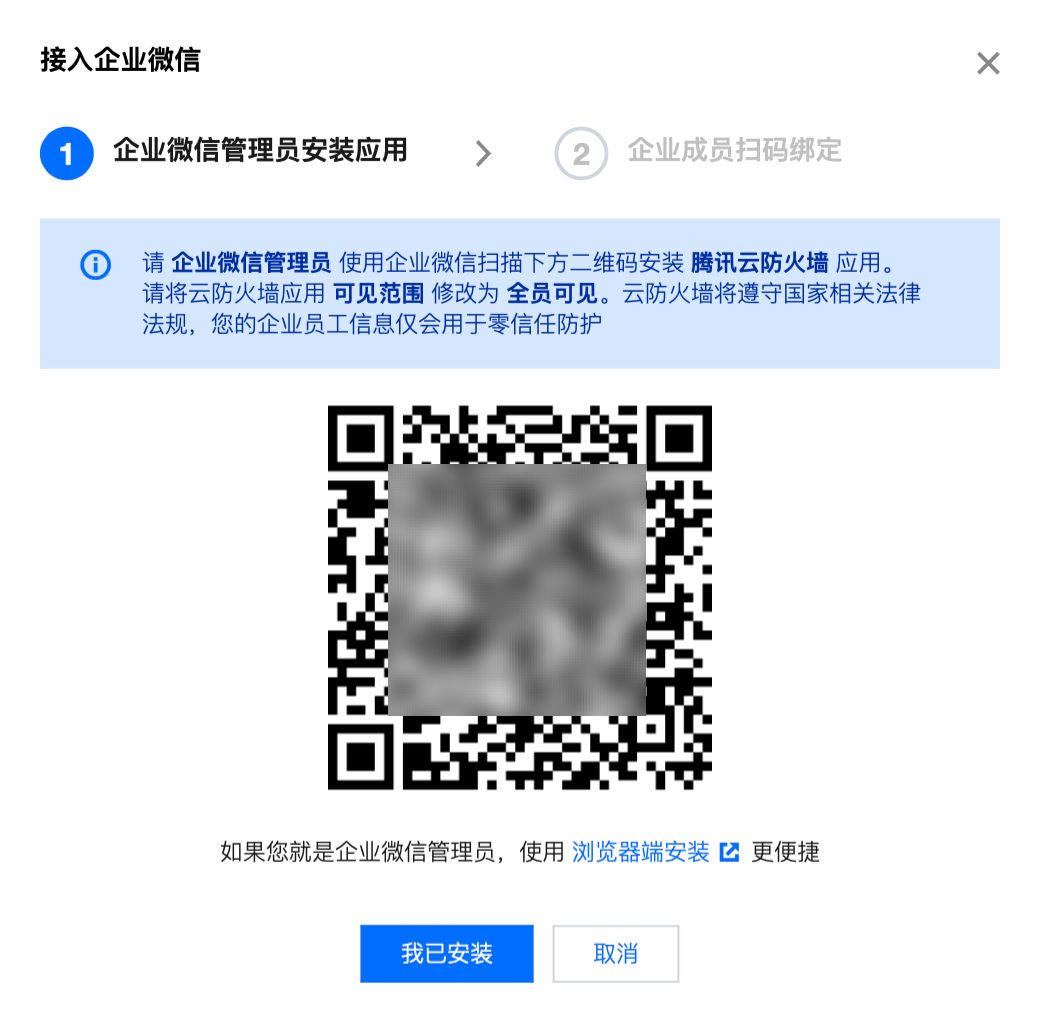 接入企业微信
1 企业微信管理员安装应用
2 企业成员扫码绑定
请 企业微信管理员 使用企业微信扫描下方二维码安装 腾讯云防火墙 应用。
请将云防火墙应用 可见范围 修改为 全员可见。云防火墙将遵守国家相关法律
法规，您的企业员工信息仅会用于零信任防护
如果您就是企业微信管理员，使用 浏览器端安装 更便捷
我已安装
取消